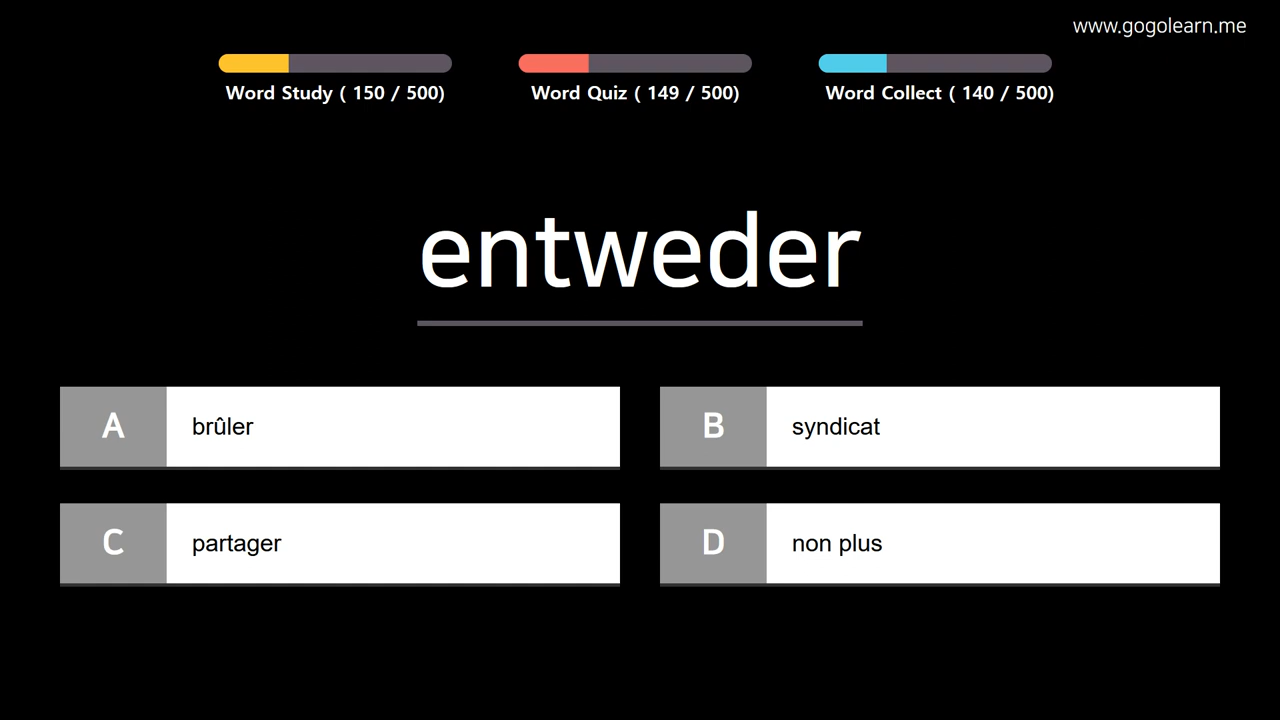 www.gogolearn.me
Word Study ( 150 / 500)
Word Quiz ( 149 / 500)
Word Collect ( 140 / 500)
entweder
A brûler
B syndicat
C partager
D non plus